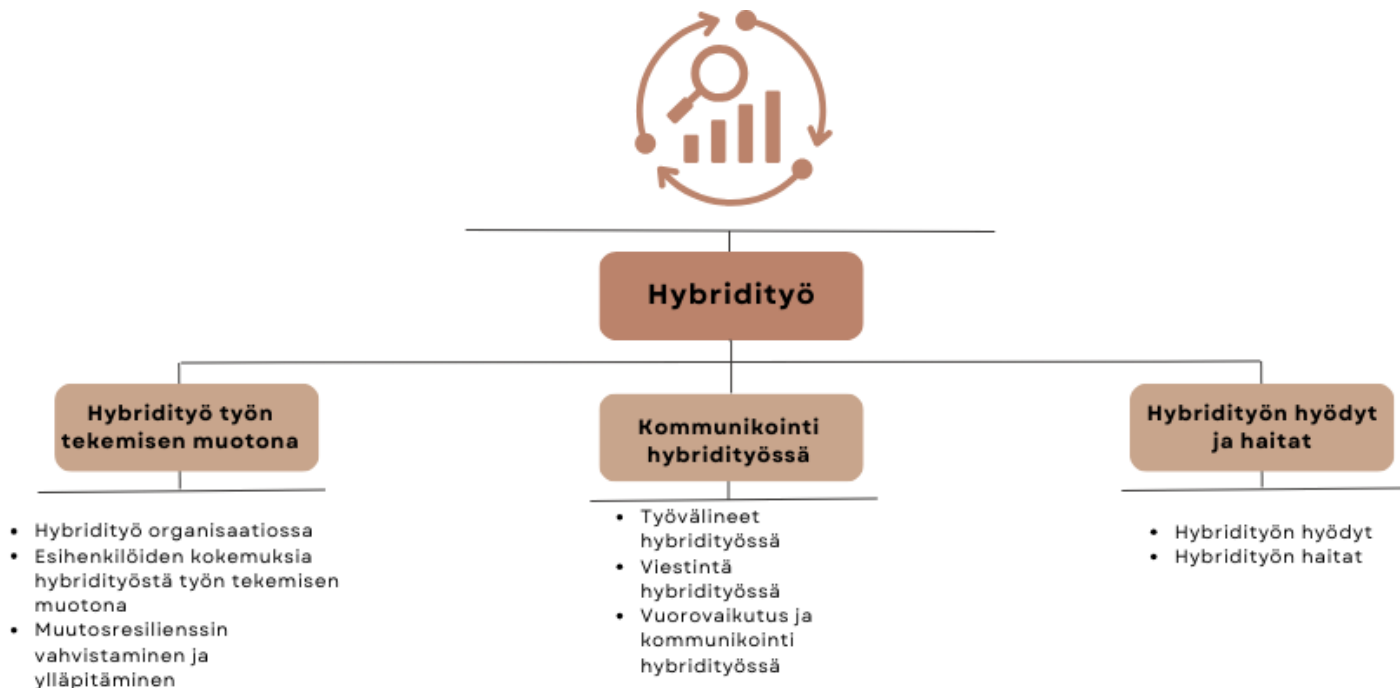 Hybridityö
Hybridityö työn
tekemisen muotona
Hybridityö organisaatiossa
Esihenkilöiden kokemuksia
hybridityöstä työn tekemisen
muotona
Muutosresilienssin
vahvistaminen ja
ylläpitäminen
Kommunikointi
hybridityössä
Työvälineet
hybridityössä
Viestintä
hybridityössä
Vuorovaikutus ja
kommunikointi
hybridityössä
Hybridityön hyödyt
ja haitat
Hybridityön hyödyt
Hybridityön haitat